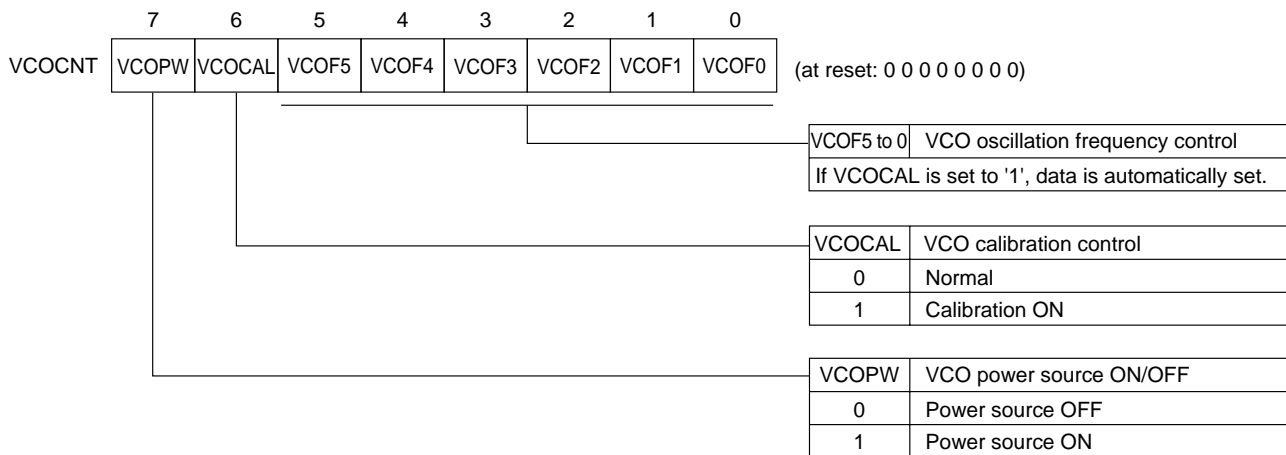 7 6 5 4 3 2 1 0
VCOCNT VCOPW VCOCAL VCOF5 VCOF4 VCOF3 VCOF2 VCOF1 VCOF0 (at reset: 0 0 0 0 0 0 0 0)
VCOF5 to 0 VCO oscillation frequency control
If VCOCAL is set to '1', data is automatically set.
VCOCAL VCO calibration control
0 Normal
1 Calibration ON
VCOPW VCO power source ON/OFF
0 Power source OFF
1 Power source ON